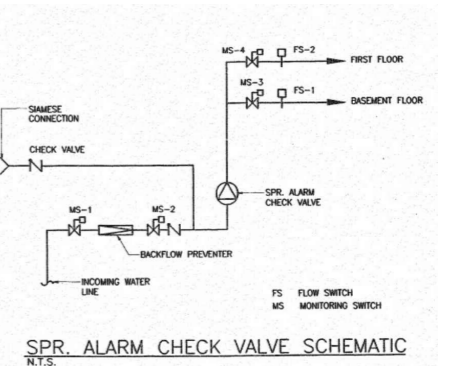 MS-4
FS-2
FIRST FLOOR
MS-3
FS-1
BASEMENT FLOOR
SIAMESE
CONNECTION
CHECK VALVE
SPR. ALARM
CHECK VALVE
MS-1
MS-2
BACKFLOW PREVENTER
INCOMING WATER
LINE
FS FLOW SWITCH
MS MONITORING SWITCH
SPR. ALARM CHECK VALVE SCHEMATIC
N.T.S.